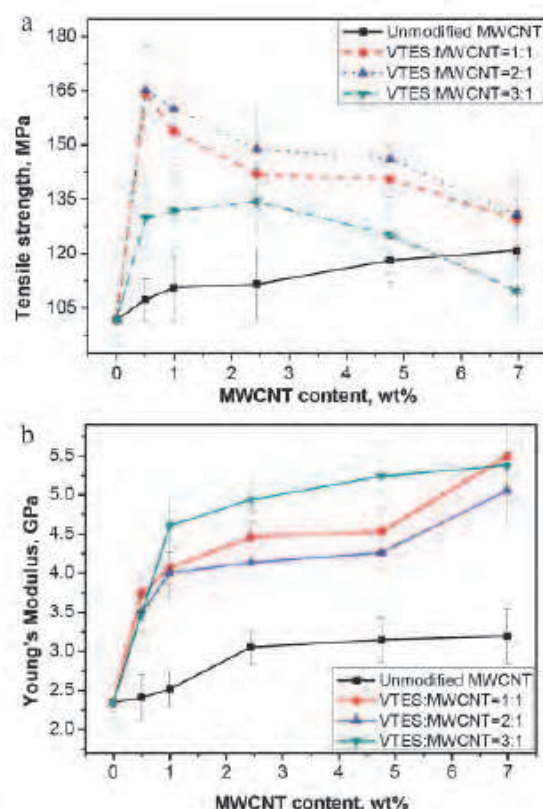 a
Unmodified MWCNT
VTES:MWCNT=1:1
VTES:MWCNT=2:1
VTES:MWCNT=3:1
180
165
150
135
120
105
Tensile strength, MPa
0 1 2 3 4 5 6 7
MWCNT content, wt%
b
5.5
5.0
4.5
4.0
3.5
3.0
2.5
2.0
Young's Modulus, GPa
Unmodified MWCNT
VTES:MWCNT=1:1
VTES:MWCNT=2:1
VTES:MWCNT=3:1
0 1 2 3 4 5 6 7
MWCNT content, wt%